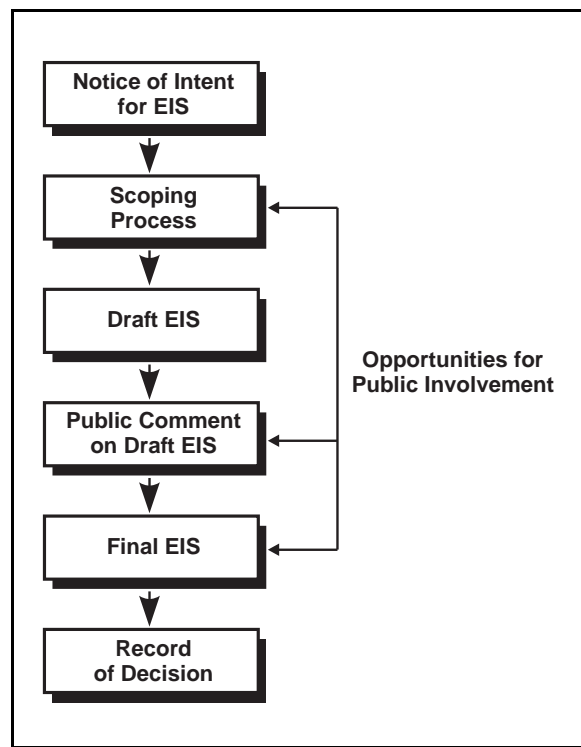 Notice of Intent
for EIS
Scoping
Process
Draft EIS
Opportunities for
Public Involvement
Public Comment
on Draft EIS
Final EIS
Record
of Decision